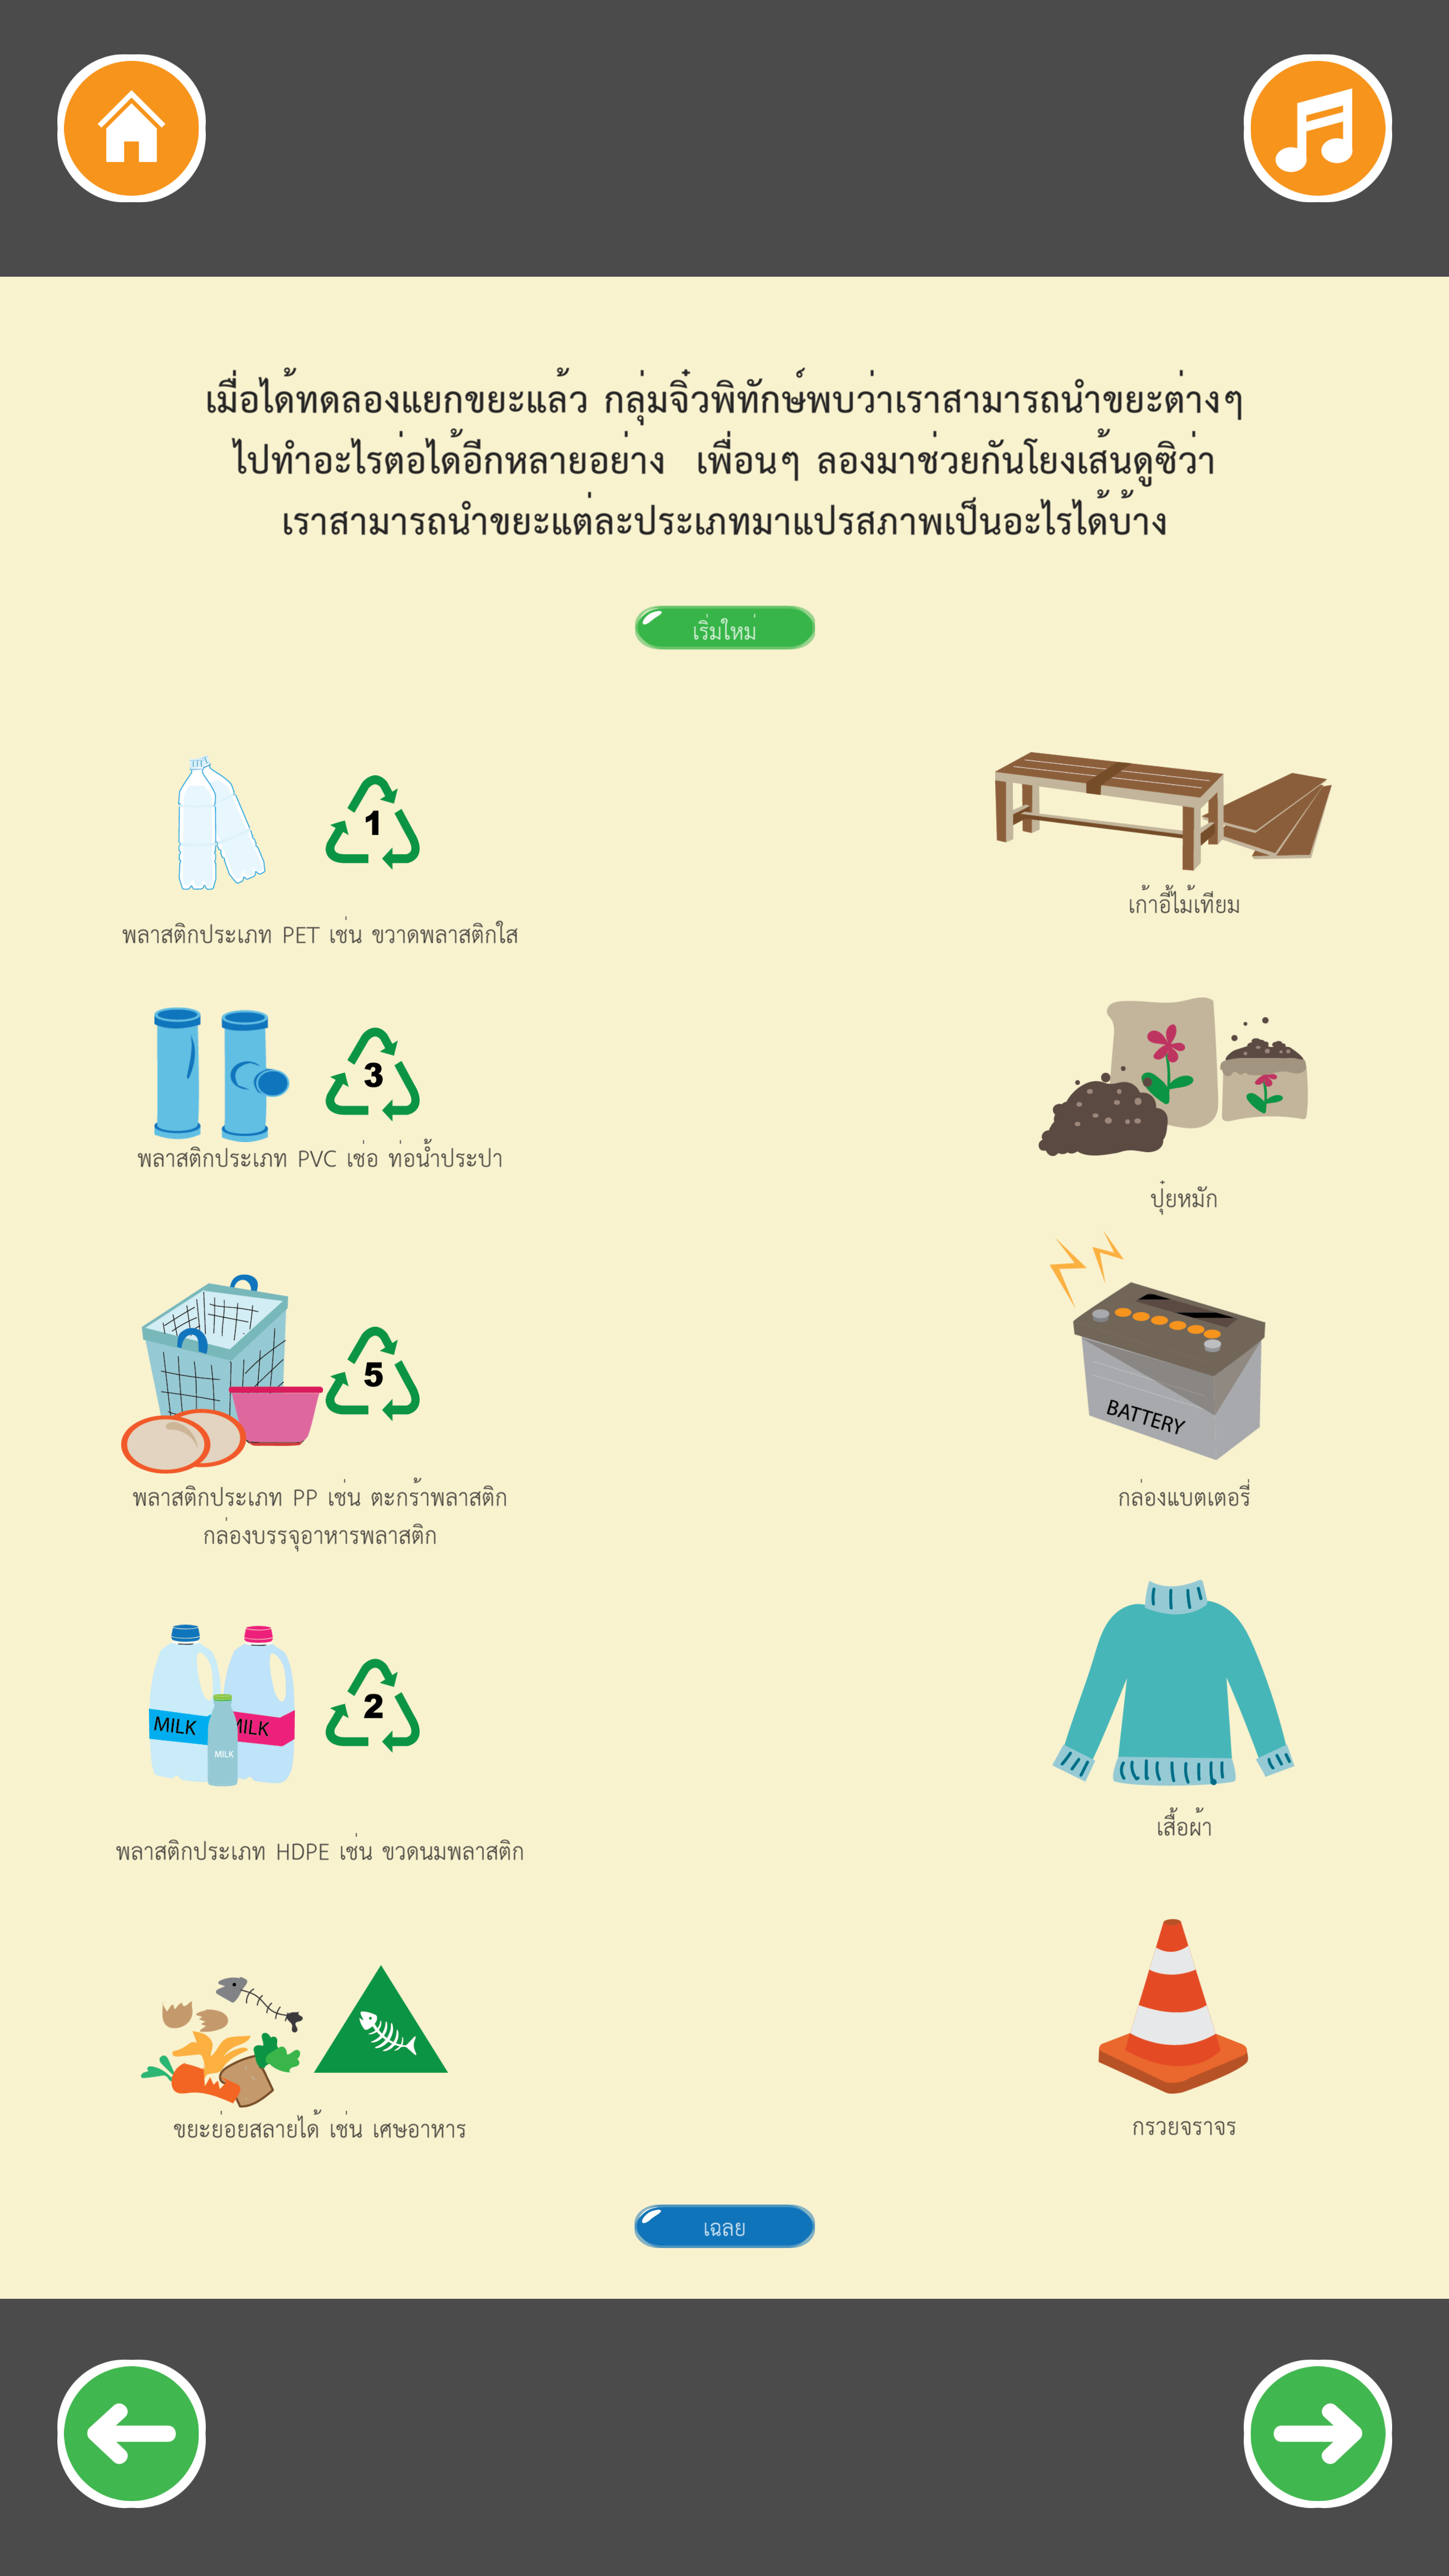 เมื่อได้ทดลองแยกขยะแล้ว กลุ่มจิ๋วพิทักษ์พบว่าเราสามารถนำขยะต่างๆ
ไปทำอะไรต่อได้อีกหลายอย่าง เพื่อนๆ ลองมาช่วยกันโยงเส้นดูซิว่า
เราสามารถนำขยะแต่ละประเภทมาแปรสภาพเป็นอะไรได้บ้าง
เริ่มใหม่
1
พลาสติกประเภท PET เช่น ขวาดพลาสติกใส
เก้าอี้ไม้เทียม
3
พลาสติกประเภท PVC เช่อ ท่อน้ำประปา
ปุ๋ยหมัก
5
พลาสติกประเภท PP เช่น ตะกร้าพลาสติก
กล่องบรรจุอาหารพลาสติก
BATTERY
กล่องแบตเตอรี่
MILK
MILK
MILK
2
พลาสติกประเภท HDPE เช่น ขวดนมพลาสติก
เสื้อผ้า
ขยะย่อยสลายได้ เช่น เศษอาหาร
กรวยจราจร
เฉลย